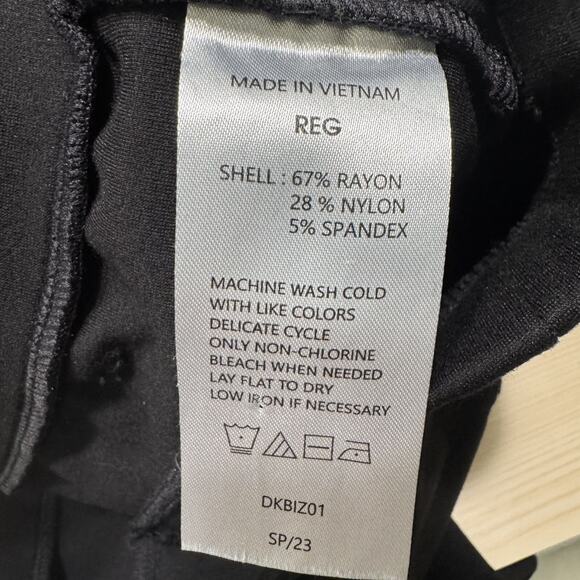 MADE IN VIETNAM
REG
SHELL : 67% RAYON
28 % NYLON
5% SPANDEX
MACHINE WASH COLD
WITH LIKE COLORS
DELICATE CYCLE
ONLY NON-CHLORINE
BLEACH WHEN NEEDED
LAY FLAT TO DRY
LOW IRON IF NECESSARY
DKBIZ01
SP/23